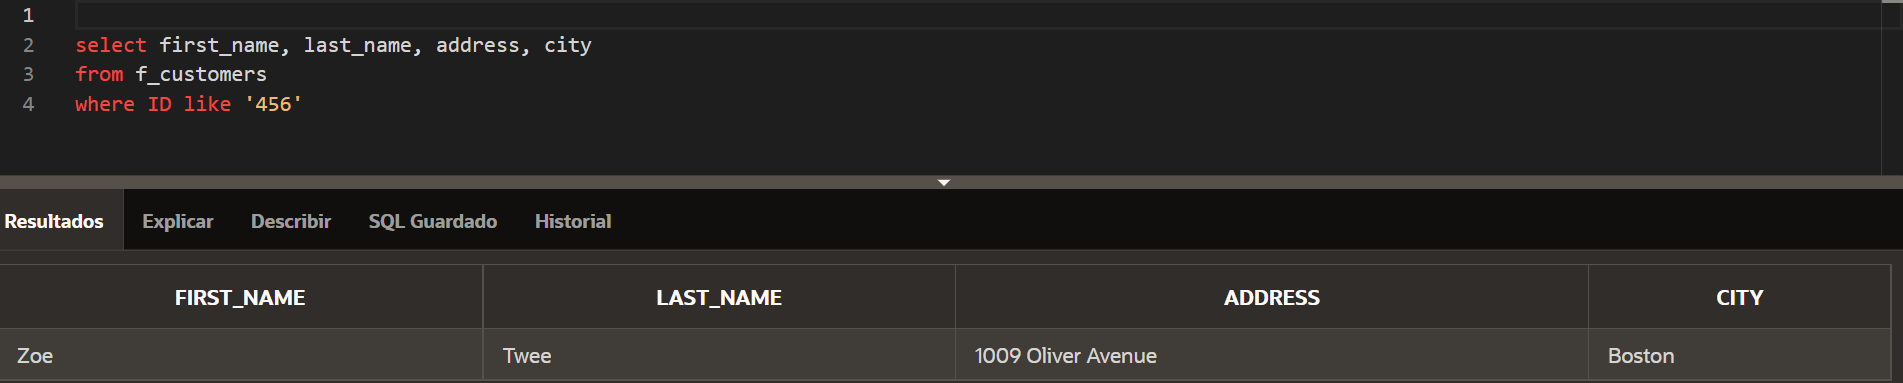 1
2 select first_name, last_name, address, city
3 from f_customers
4 where ID like '456'
Resultados Explicar Describir SQL Guardado Historial
FIRST_NAME LAST_NAME ADDRESS CITY
Zoe Twee 1009 Oliver Avenue Boston